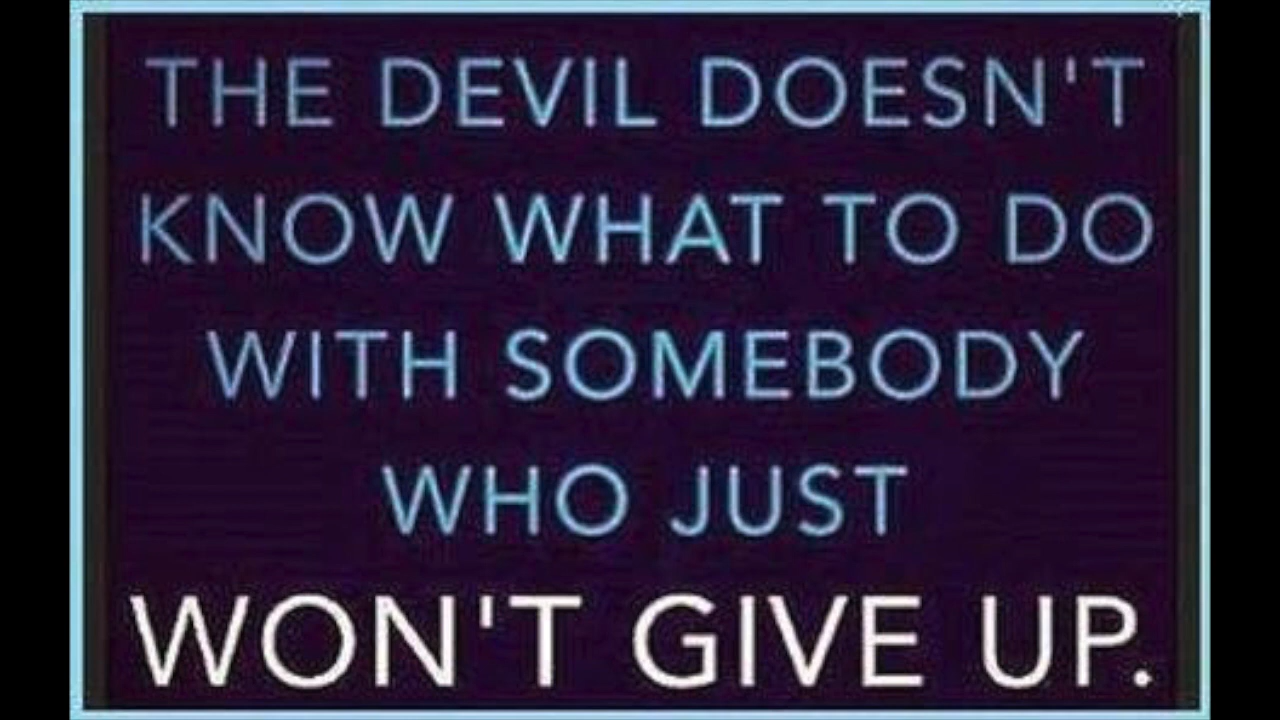 THE DEVIL DOESN'T
KNOW WHAT TO DO
WITH SOMEBODY
WHO JUST
WON'T GIVE UP.